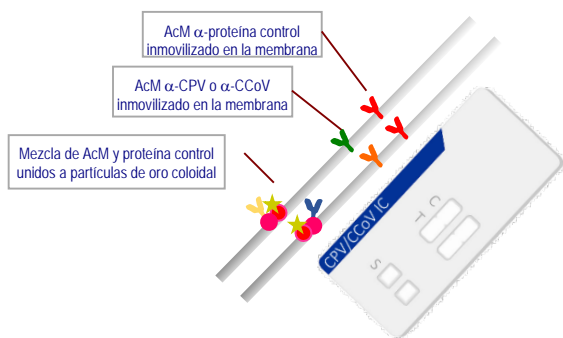 AcM α-proteína control
inmovilizado en la membrana
AcM α-CPV o α-CCoV
inmovilizado en la membrana
Mezcla de AcM y proteína control
unidos a partículas de oro coloidal
CPV/CCoV IC
C
T
S